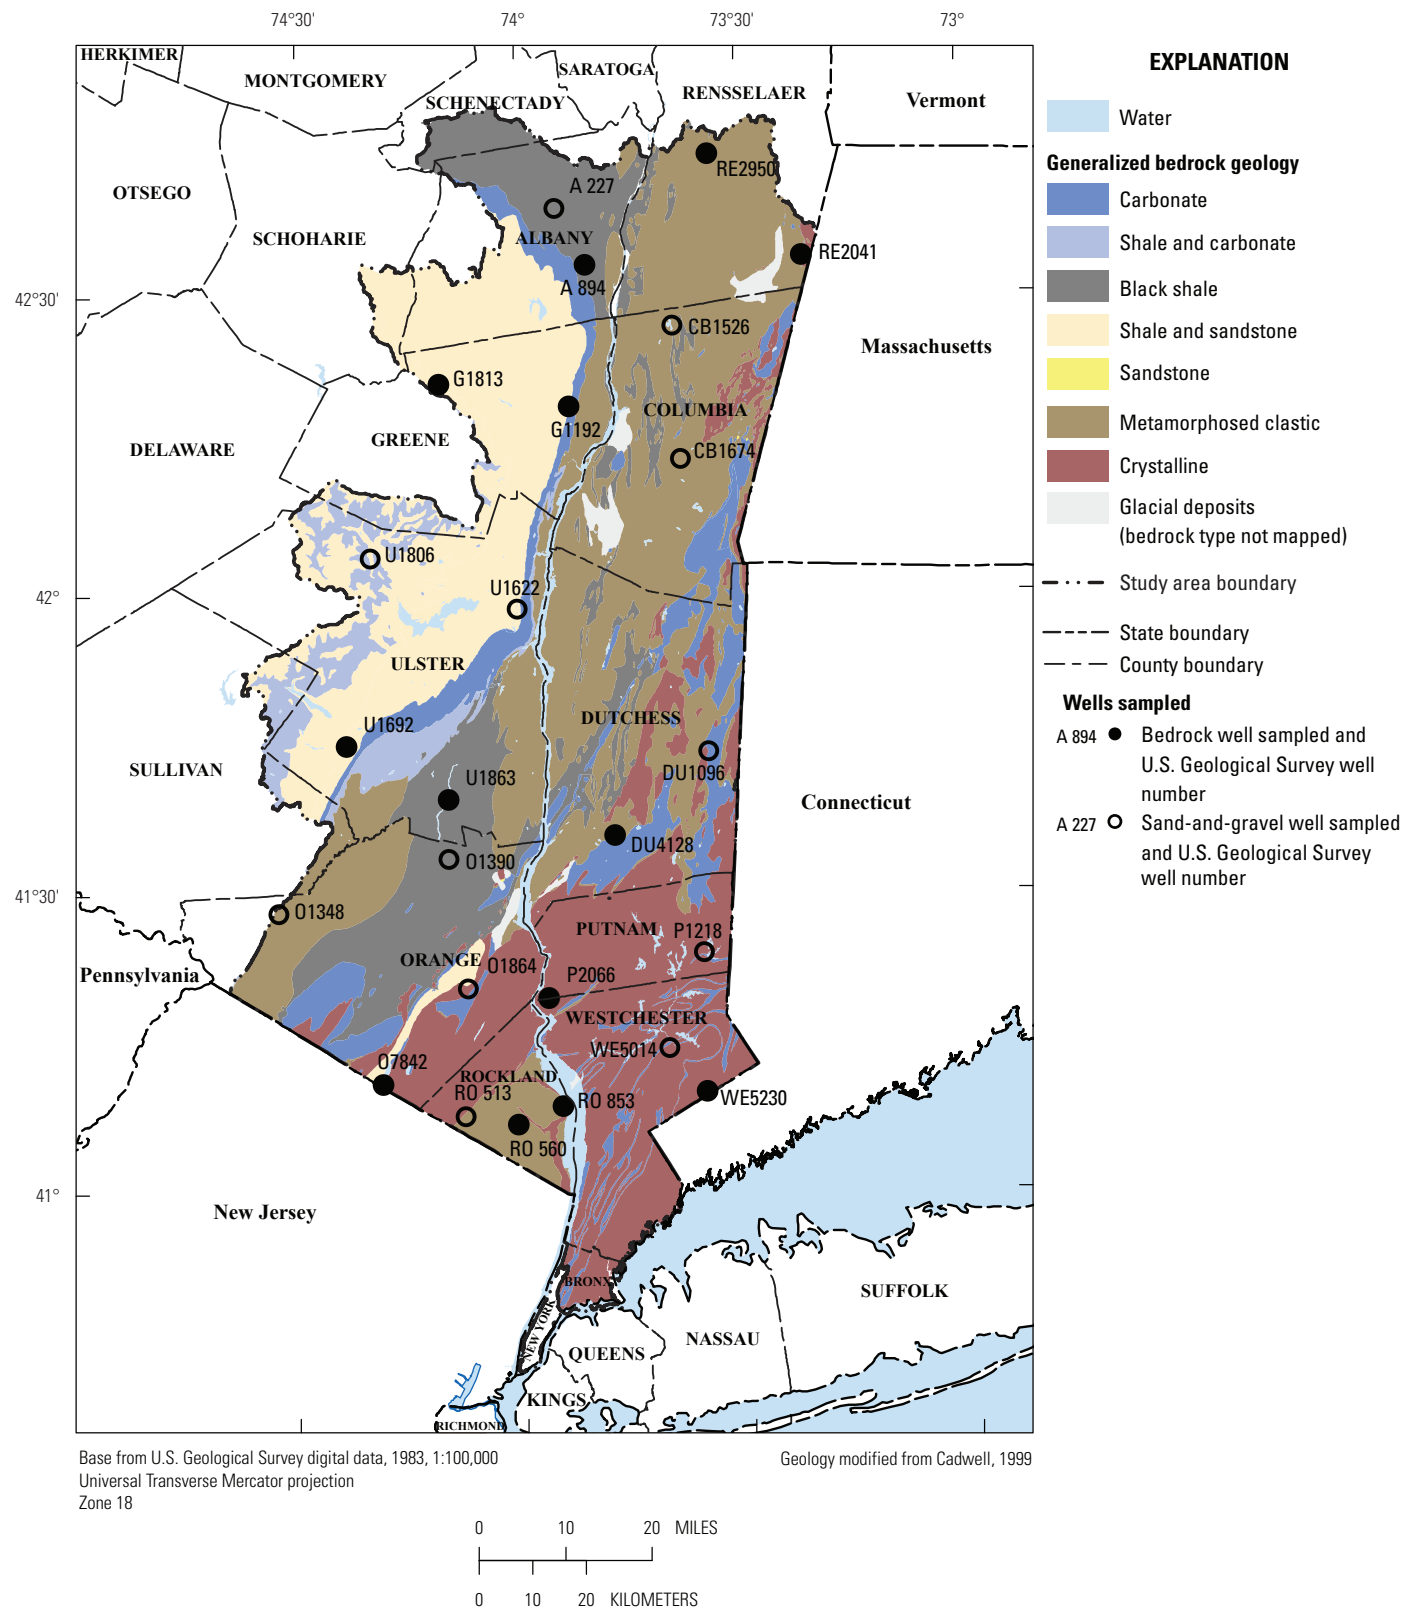 74°30'
74°
73°30'
73°
HERKIMER
MONTGOMERY
SARATOGA
SCHENECTADY
RENSSELAER
Vermont
OTSEGO
SCHOHARIE
A 227
ALBANY
A 894
RE2950
RE2041
42°30'
CB1526
Massachusetts
G1813
G1192
COLUMBIA
GREENE
DELAWARE
CB1674
U1806
U1622
42°
ULSTER
U1692
DUTCHESS
SULLIVAN
U1863
DU1096
Connecticut
DU4128
O1390
41°30'
O1348
PUTNAM
P1218
Pennsylvania
ORANGE
O1864
P2066
WESTCHESTER
WE5014
O7842
ROCKLAND
RO 513
RO 853
WE5230
RO 560
41°
New Jersey
BRONX
NEW YORK
SUFFOLK
NASSAU
QUEENS
KINGS
RICHMOND
EXPLANATION
Water
Generalized bedrock geology
Carbonate
Shale and carbonate
Black shale
Shale and sandstone
Sandstone
Metamorphosed clastic
Crystalline
Glacial deposits
(bedrock type not mapped)
Study area boundary
State boundary
County boundary
Wells sampled
A 894 Bedrock well sampled and
U.S. Geological Survey well
number
A 227 Sand-and-gravel well sampled
and U.S. Geological Survey
well number
Base from U.S. Geological Survey digital data, 1983, 1:100,000
Universal Transverse Mercator projection
Zone 18
Geology modified from Cadwell, 1999
0 10 20 MILES
0 10 20 KILOMETERS